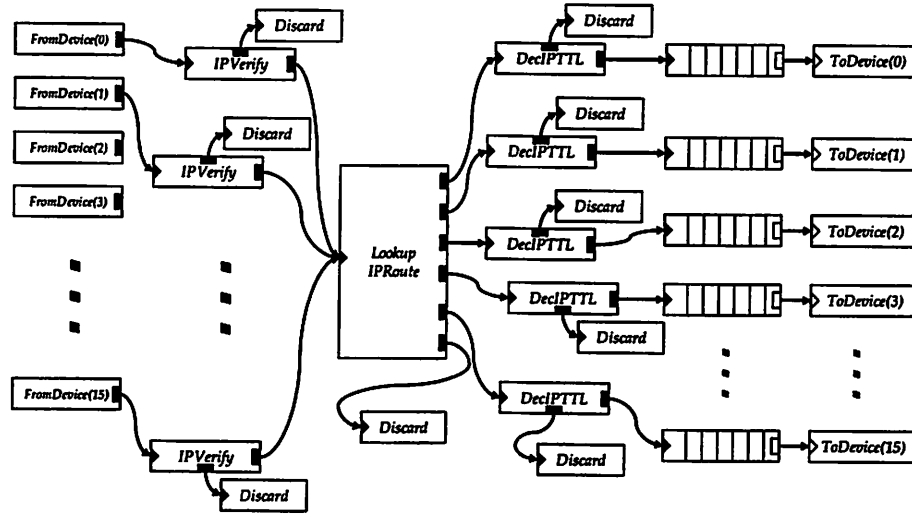 FromDevice(0)
Discard
IPVerify
FromDevice(1)
Discard
FromDevice(2)
IPVerify
FromDevice(3)
FromDevice(15)
IPVerify
Discard
Lookup
IPRoute
Discard
Discard
DecIPTTL
ToDevice(0)
Discard
DecIPTTL
ToDevice(1)
Discard
DecIPTTL
ToDevice(2)
DecIPTTL
ToDevice(3)
Discard
DecIPTTL
Discard
ToDevice(15)